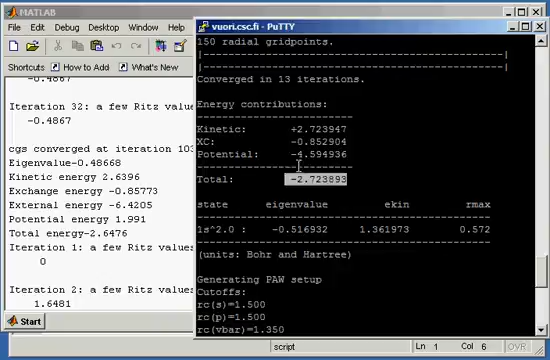 MATLAB
File Edit Debug Desktop Window
Shortcuts How to Add What's New
-0.4867
Iteration 32: a few Ritz value
-0.4867
cgs converged at iteration 103
Eigenvalue-0.48668
Kinetic energy 2.6396
Exchange energy -0.85773
External energy -6.4205
Potential energy 1.991
Total energy-2.6476
Iteration 1: a few Ritz values
0
Iteration 2: a few Ritz values
1.6481
Start
vuori.csc.fi - PuTTY
150 radial gridpoints.
|--------------------------------------------------|
|--------------------------------------------------|
Converged in 13 iterations.
Energy contributions:
-------------------------
Kinetic: +2.723947
XC: -0.852904
Potential: -4.594936
-------------------------
Total: -2.723893
state eigenvalue ekin rmax
-----------------------------------------------
1s^2.0 : -0.516932 1.361973 0.572
-----------------------------------------------
(units: Bohr and Hartree)
Generating PAW setup
Cutoffs:
rc(s)=1.500
rc(p)=1.500
rc(vbar)=1.350
script Ln 1 Col 6 OVR